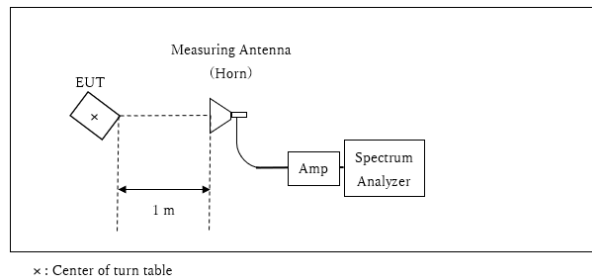 Measuring Antenna
(Horn)
EUT
×
Amp
Spectrum
Analyzer
1 m
× : Center of turn table